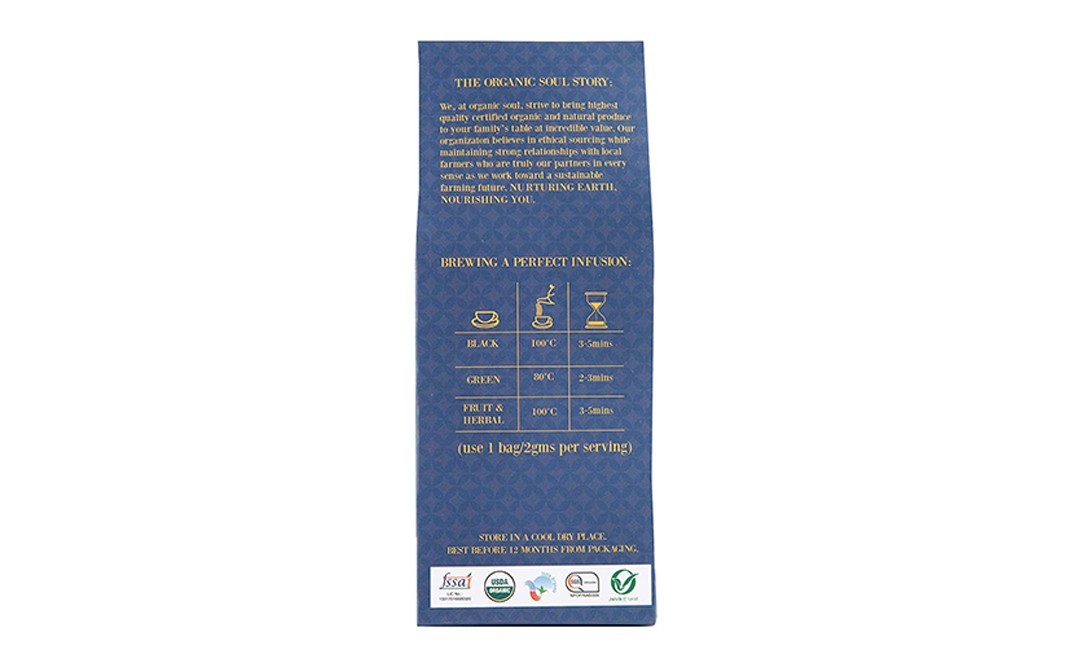 THE ORGANIC SOUL STORY:
We, at organic soul, strive to bring highest
quality certified organic and natural produce
to your family's table at incredible value. Our
organizaton believes in ethical sourcing while
maintaining strong relationships with local
farmers who are truly our partners in every
sense as we work toward a sustainable
farming future. NURTURING EARTH,
NOURISHING YOU.
BREWING A PERFECT INFUSION:
BLACK 100°C 3-5mins
GREEN 80°C 2-3mins
FRUIT & HERBAL 100°C 3-5mins
(use 1 bag/2gms per serving)
STORE IN A COOL DRY PLACE.
BEST BEFORE 12 MONTHS FROM PACKAGING.
fssai
USDA
ORGANIC